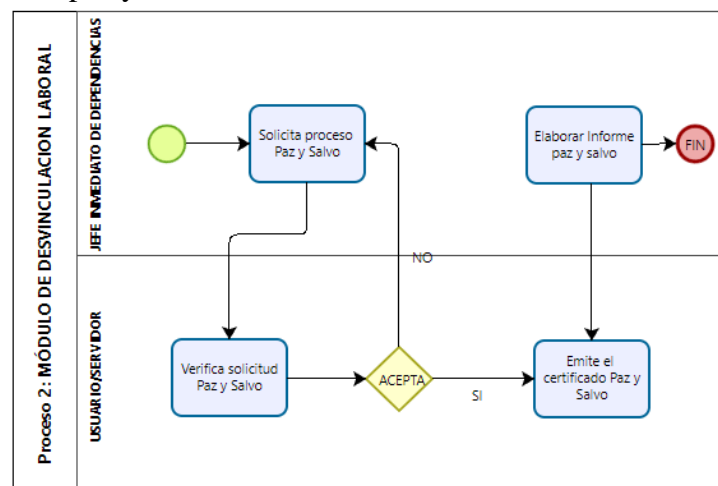 Proceso 2: MÓDULO DE DESVINCULACION LABORAL
JEFE INMEDIATO DE DEPENDENCIAS
Solicita proceso
Paz y Salvo
Elaborar Informe
paz y salvo
FIN
NO
USUARIO/SERVIDOR
Verifica solicitud
Paz y Salvo
ACEPTA
SI
Emite el
certificado Paz y
Salvo